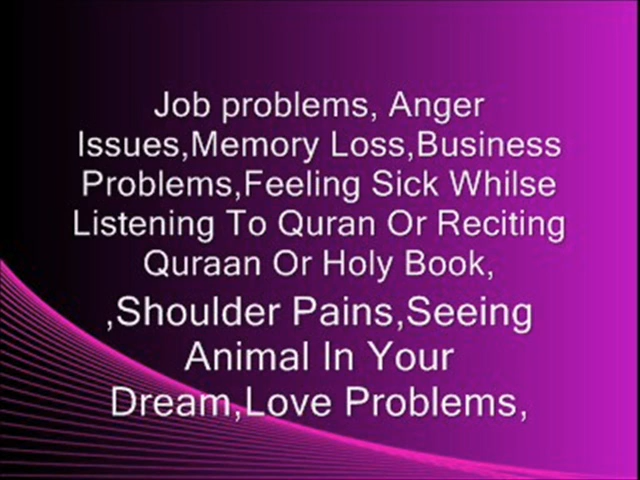 Job problems, Anger
Issues,Memory Loss,Business
Problems,Feeling Sick Whilse
Listening To Quran Or Reciting
Quraan Or Holy Book,
,Shoulder Pains,Seeing
Animal In Your
Dream,Love Problems,